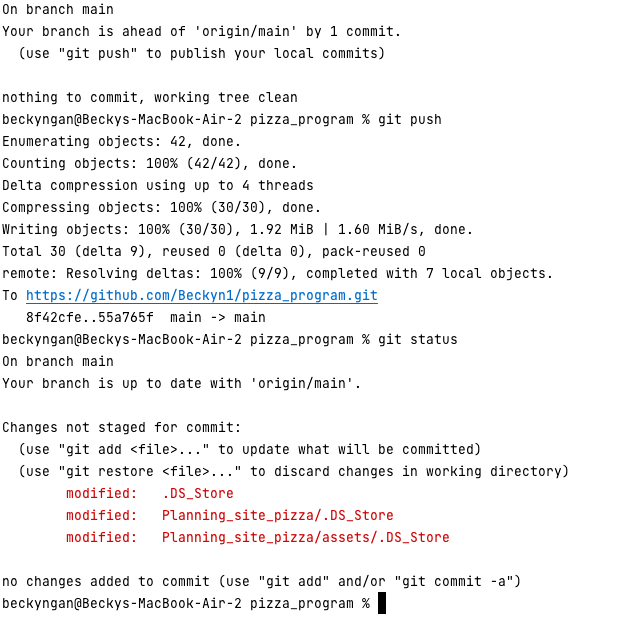 On branch main
Your branch is ahead of 'origin/main' by 1 commit.
  (use "git push" to publish your local commits)

nothing to commit, working tree clean
beckyngan@Beckys-MacBook-Air-2 pizza_program % git push
Enumerating objects: 42, done.
Counting objects: 100% (42/42), done.
Delta compression using up to 4 threads
Compressing objects: 100% (30/30), done.
Writing objects: 100% (30/30), 1.92 MiB | 1.60 MiB/s, done.
Total 30 (delta 9), reused 0 (delta 0), pack-reused 0
remote: Resolving deltas: 100% (9/9), completed with 7 local objects.
To https://github.com/Beckyn1/pizza_program.git
   8f42cfe..55a765f  main -> main
beckyngan@Beckys-MacBook-Air-2 pizza_program % git status
On branch main
Your branch is up to date with 'origin/main'.

Changes not staged for commit:
  (use "git add <file>..." to update what will be committed)
  (use "git restore <file>..." to discard changes in working directory)
        modified:   .DS_Store
        modified:   Planning_site_pizza/.DS_Store
        modified:   Planning_site_pizza/assets/.DS_Store

no changes added to commit (use "git add" and/or "git commit -a")
beckyngan@Beckys-MacBook-Air-2 pizza_program %